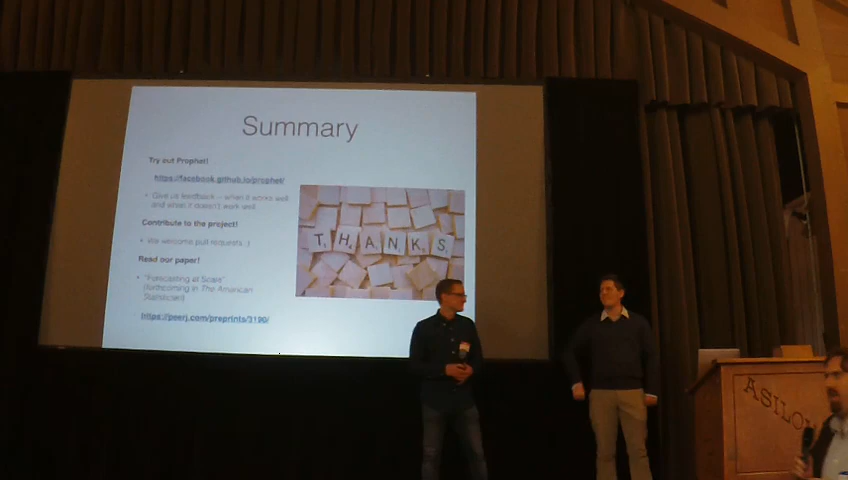 Summary
Try out Prophet!
https://facebook.github.io/prophet/
• Give us feedback – when it works well
and when it doesn't work well.
Contribute to the project!
• We welcome pull requests :)
Read our paper!
• "Forecasting at Scale"
(forthcoming in The American
Statistician)
https://peerj.com/preprints/3190/
THANKS
ASILO